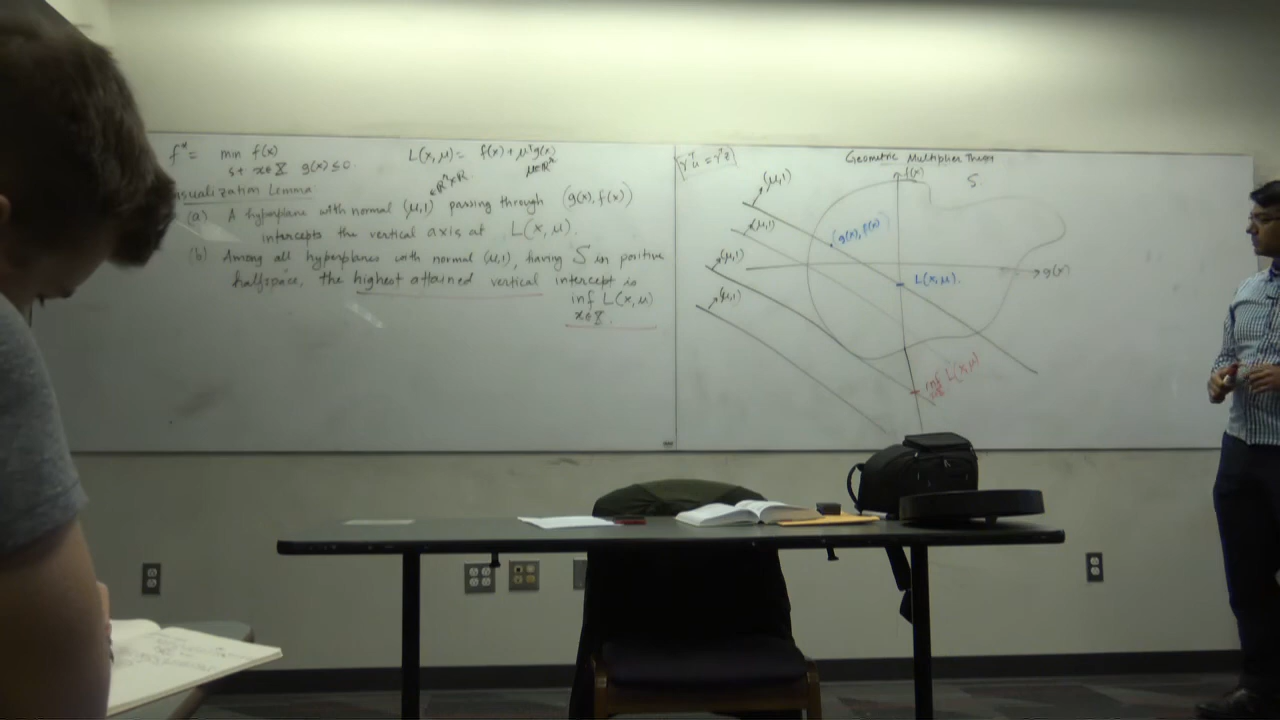 f* = min f(x)
s.t x∈X g(x) ≤ 0.
L(x, μ) = f(x) + μᵀg(x)
Visualization Lemma
(a) A hyperplane with normal (μ,1) passing through (g(x), f(x))
intercepts the vertical axis at L(x, μ).
(b) Among all hyperplanes with normal (μ,1), having S in positive
halfspace, the highest attained vertical intercept is
inf L(x, μ)
x∈X.
Geometric Multiplier Theory
f(x)
S
(μ,1)
(μ,1)
(g(x), f(x))
(μ,1)
g(x)
L(x, μ).
(μ,1)
inf L(x, μ)
x∈X